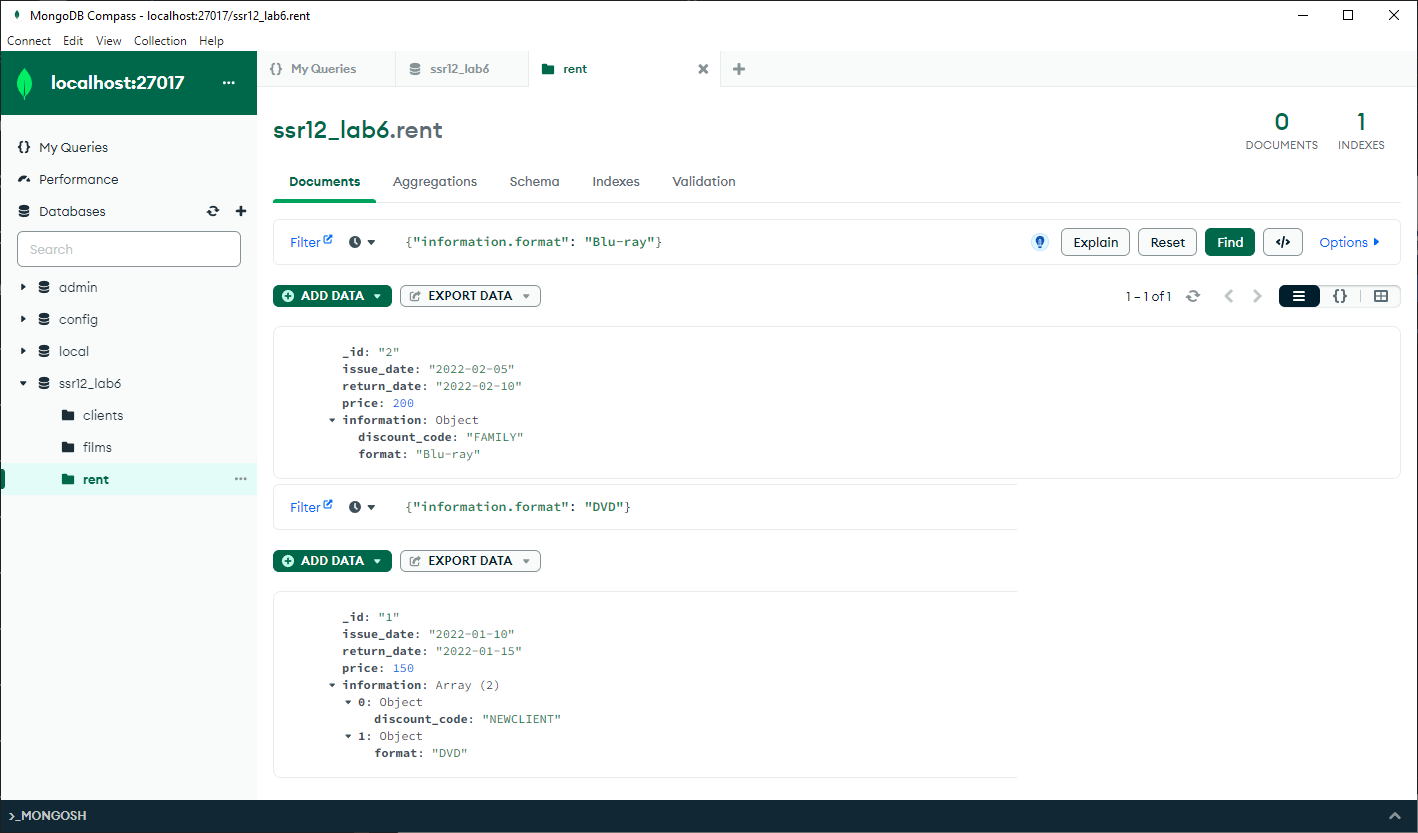 MongoDB Compass - localhost:27017/ssr12_lab6.rent
Connect Edit View Collection Help
localhost:27017 ...
{} My Queries
ssr12_lab6
rent
My Queries
Performance
Databases
Search
admin
config
local
ssr12_lab6
clients
films
rent ...
ssr12_lab6.rent
0
DOCUMENTS
1
INDEXES
Documents Aggregations Schema Indexes Validation
Filter {"information.format": "Blu-ray"} Explain Reset Find </> Options
ADD DATA EXPORT DATA 1 – 1 of 1 {}
_id: "2"
issue_date: "2022-02-05"
return_date: "2022-02-10"
price: 200
information: Object
discount_code: "FAMILY"
format: "Blu-ray"
Filter {"information.format": "DVD"}
ADD DATA EXPORT DATA
_id: "1"
issue_date: "2022-01-10"
return_date: "2022-01-15"
price: 150
information: Array (2)
0: Object
discount_code: "NEWCLIENT"
1: Object
format: "DVD"
>_MONGOSH